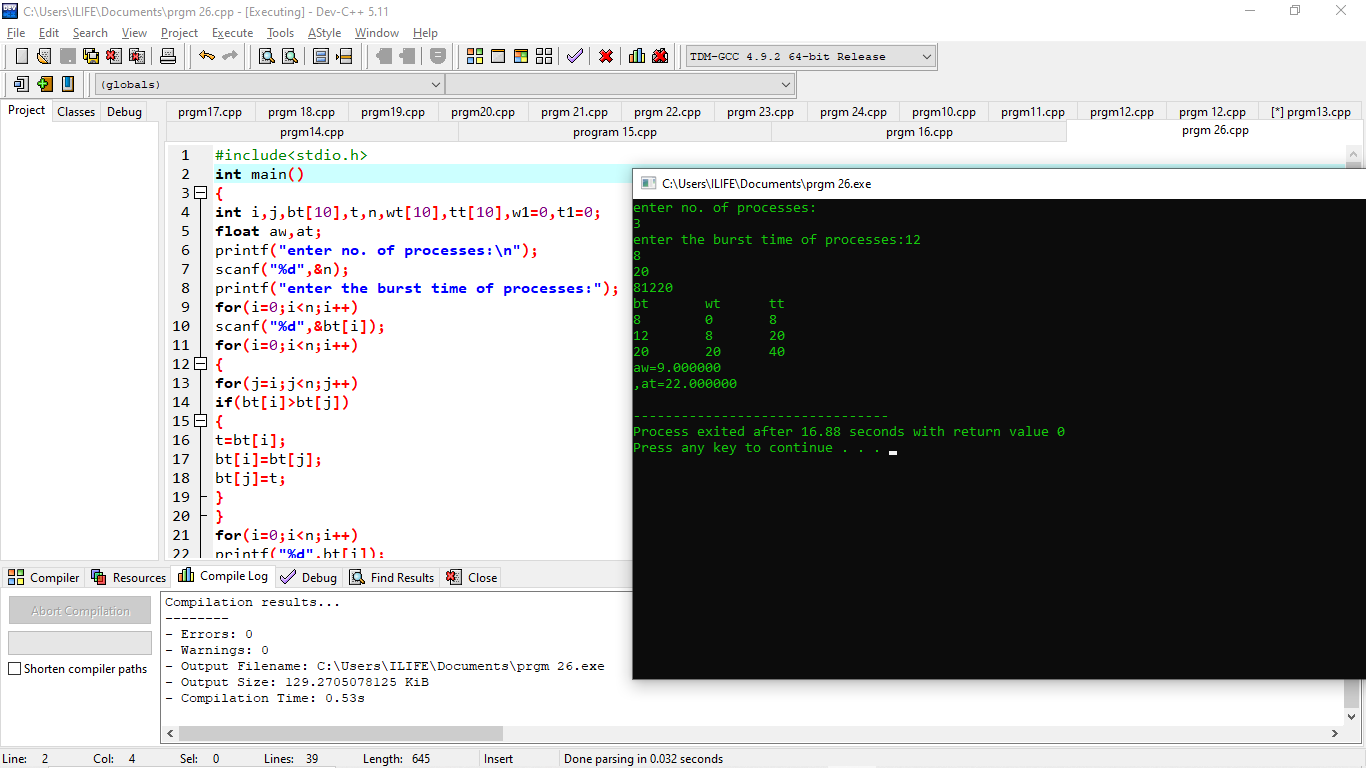 C:\Users\ILIFE\Documents\prgm 26.cpp - [Executing] - Dev-C++ 5.11
File Edit Search View Project Execute Tools AStyle Window Help
TDM-GCC 4.9.2 64-bit Release
(globals)
Project Classes Debug
prgm17.cpp prgm 18.cpp prgm19.cpp prgm20.cpp prgm 21.cpp prgm 22.cpp prgm 23.cpp prgm 24.cpp prgm10.cpp prgm11.cpp prgm12.cpp prgm 12.cpp [*] prgm13.cpp
prgm14.cpp program 15.cpp prgm 16.cpp prgm 26.cpp
1 #include<stdio.h>
2 int main()
3 {
4 int i,j,bt[10],t,n,wt[10],tt[10],w1=0,t1=0;
5 float aw,at;
6 printf("enter no. of processes:\n");
7 scanf("%d",&n);
8 printf("enter the burst time of processes:");
9 for(i=0;i<n;i++)
10 scanf("%d",&bt[i]);
11 for(i=0;i<n;i++)
12 {
13 for(j=i;j<n;j++)
14 if(bt[i]>bt[j])
15 {
16 t=bt[i];
17 bt[i]=bt[j];
18 bt[j]=t;
19 }
20 }
21 for(i=0;i<n;i++)
22 printf("%d",bt[i]);
C:\Users\ILIFE\Documents\prgm 26.exe
enter no. of processes:
3
enter the burst time of processes:12
8
20
81220
bt wt tt
8 0 8
12 8 20
20 20 40
aw=9.000000
,at=22.000000
--------------------------------
Process exited after 16.88 seconds with return value 0
Press any key to continue . . .
Compiler Resources Compile Log Debug Find Results Close
Abort Compilation
Shorten compiler paths
Compilation results...
--------
- Errors: 0
- Warnings: 0
- Output Filename: C:\Users\ILIFE\Documents\prgm 26.exe
- Output Size: 129.2705078125 KiB
- Compilation Time: 0.53s
Line: 2 Col: 4 Sel: 0 Lines: 39 Length: 645 Insert Done parsing in 0.032 seconds